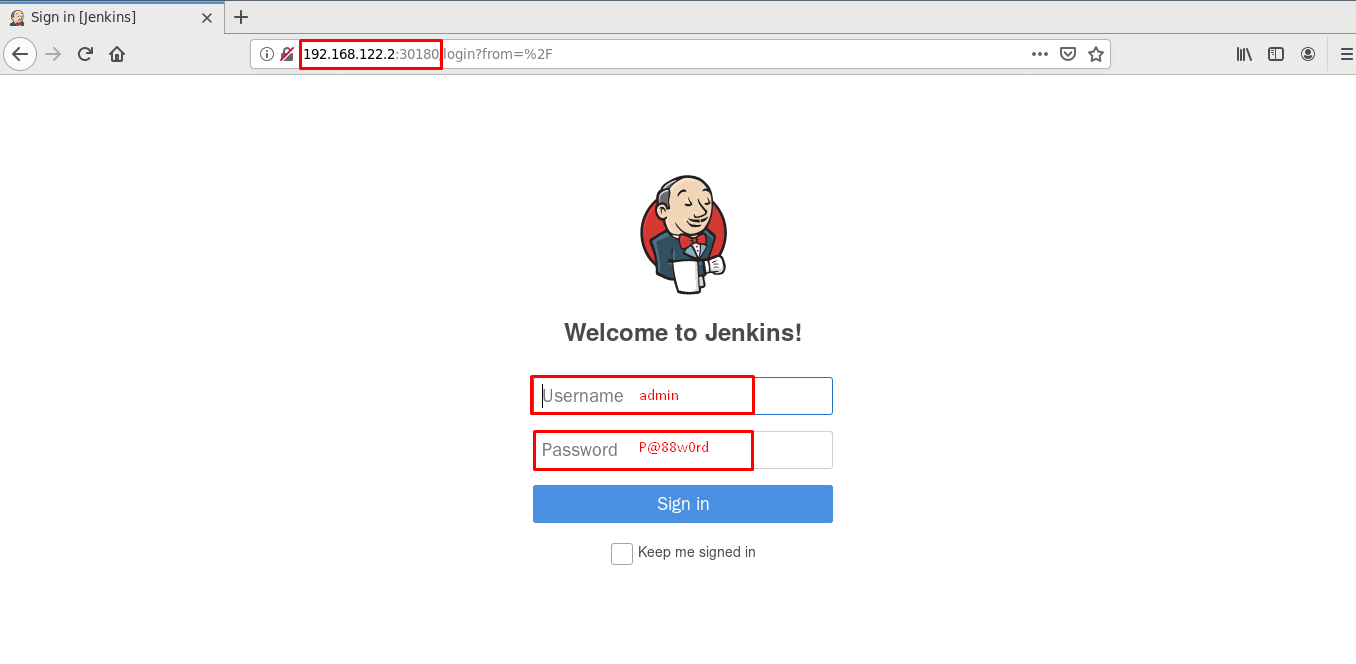 Sign in [Jenkins]
192.168.122.2:30180/login?from=%2F
Welcome to Jenkins!
Username admin
Password P@88w0rd
Sign in
Keep me signed in